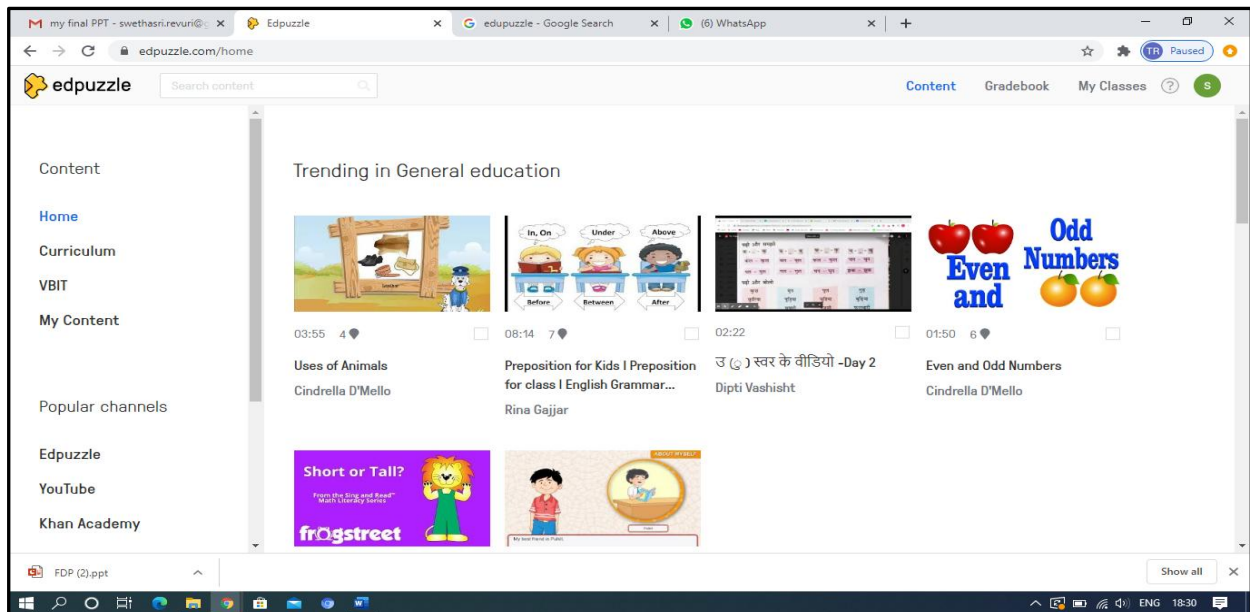 my final PPT - swethasri.revuri@
Edpuzzle
edupuzzle - Google Search
(6) WhatsApp
edpuzzle.com/home
TR Paused
edpuzzle
Search content
Content
Gradebook
My Classes
?
S
Content
Home
Curriculum
VBIT
My Content
Popular channels
Edpuzzle
YouTube
Khan Academy
Trending in General education
In, On
Under
Above
Before
Between
After
Even
and
Odd
Numbers
03:55 4
08:14 7
02:22
01:50 6
Uses of Animals
Cindrella D'Mello
Preposition for Kids I Preposition
for class I English Grammar...
Rina Gajjar
उ (ु) स्वर के वीडियो -Day 2
Dipti Vashisht
Even and Odd Numbers
Cindrella D'Mello
Short or Tall?
From the Sing and Read™
Math Literacy Series
frogstreet
ABOUT MYSELF
My best friend is
FDP (2).ppt
Show all
ENG 18:30